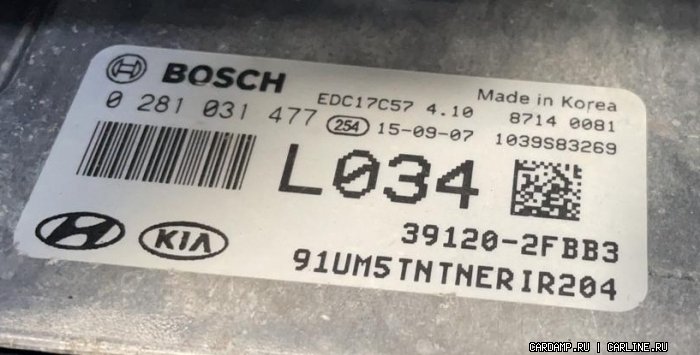 BOSCH
Made in Korea
0 281 031 477
EDC17C57 4.10
8714 0081
254 15-09-07
1039S83269
L034
KIA
39120-2FBB3
91UM5TNTNERIR204
CARDAMP.RU | CARLINE.RU